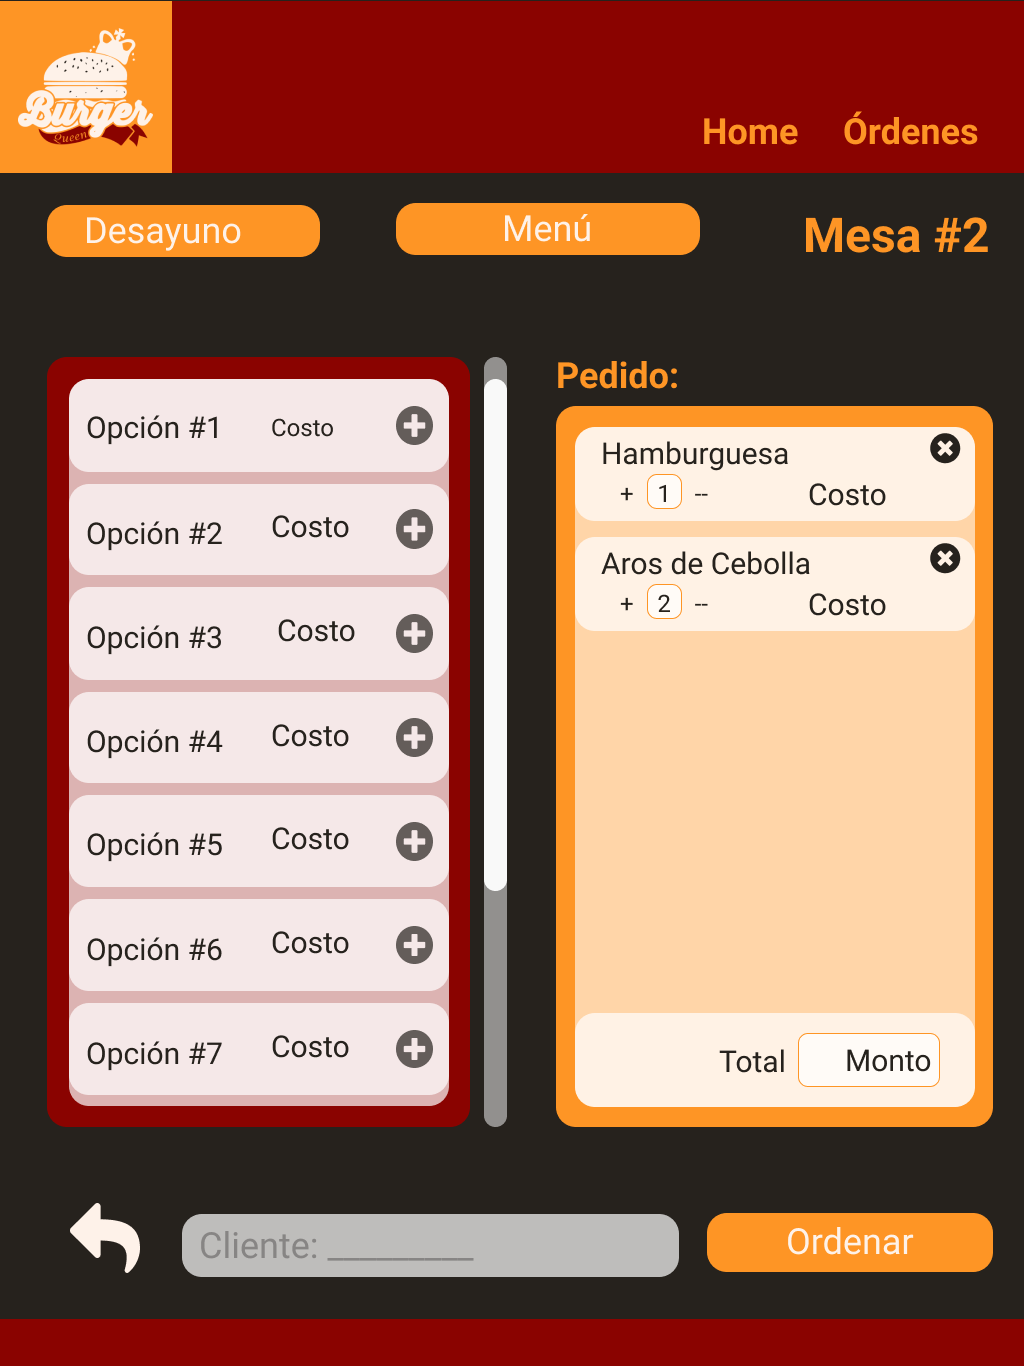 Burger
Queen
Home Órdenes
Desayuno Menú Mesa #2
Pedido:
Opción #1 Costo
Opción #2 Costo
Opción #3 Costo
Opción #4 Costo
Opción #5 Costo
Opción #6 Costo
Opción #7 Costo
Hamburguesa
+ 1 -- Costo
Aros de Cebolla
+ 2 -- Costo
Total Monto
Cliente: _________
Ordenar